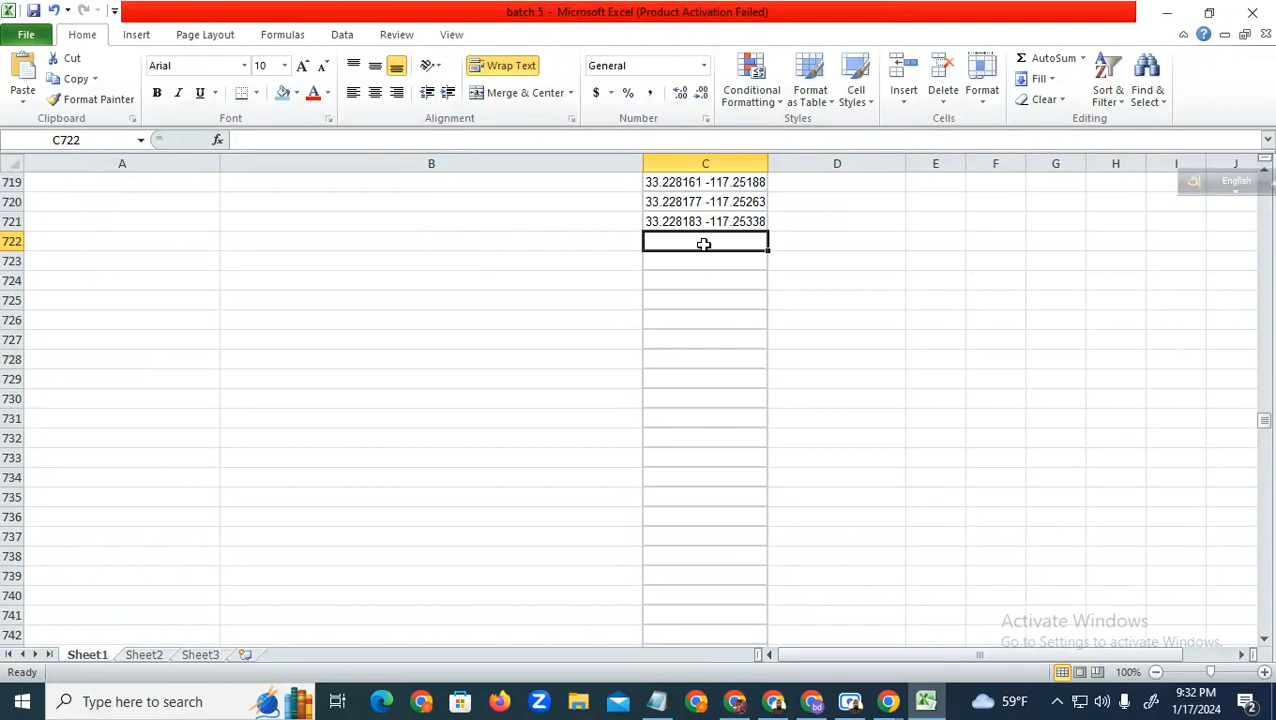 batch 5 - Microsoft Excel (Product Activation Failed)
File Home Insert Page Layout Formulas Data Review View
Paste Cut Copy Format Painter Clipboard
Arial 10 A A B I U A Font
Wrap Text Merge & Center Alignment
General $ % , .00 .0 Number
Conditional Formatting Format as Table Cell Styles Styles
Insert Delete Format Cells
Σ AutoSum Fill Clear Sort & Filter Find & Select Editing
C722 fx
A B C D E F G H I J
English
719 33.228161 -117.25188
720 33.228177 -117.25263
721 33.228183 -117.25338
722
723
724
725
726
727
728
729
730
731
732
733
734
735
736
737
738
739
740
741
742
Activate Windows
Go to Settings to activate Windows.
Sheet1 Sheet2 Sheet3
Ready 100%
Type here to search 59°F 9:32 PM
1/17/2024 2